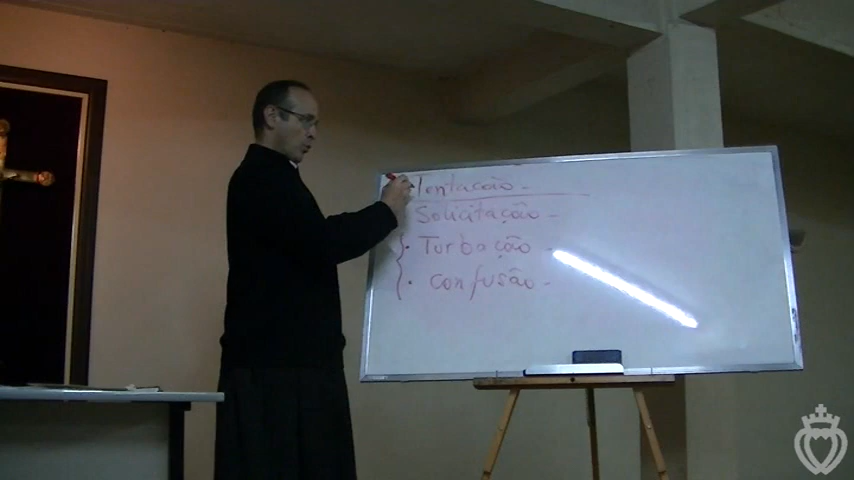 Tentação -
Solicitação -
{ · Turbação -
{ · confusão -